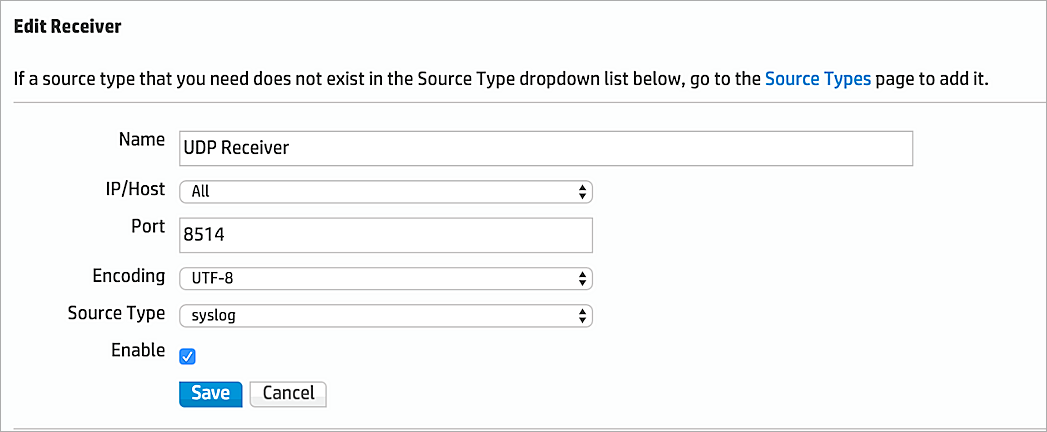 Edit Receiver
If a source type that you need does not exist in the Source Type dropdown list below, go to the Source Types page to add it.
Name UDP Receiver
IP/Host All
Port 8514
Encoding UTF-8
Source Type syslog
Enable
Save Cancel